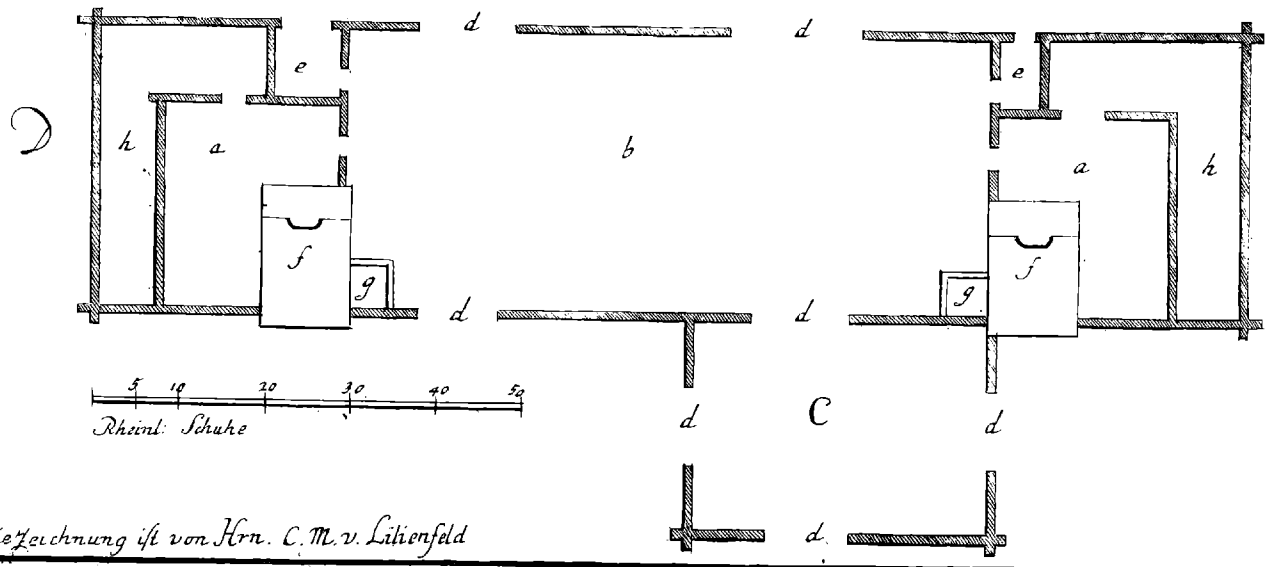 d d
e e
D h a b a h
f f
g g
d d
5 10 20 30 40 50
Rheinl: Schuhe
d C d
d
Zeichnung ist von Hrn. C. M. v. Lilienfeld